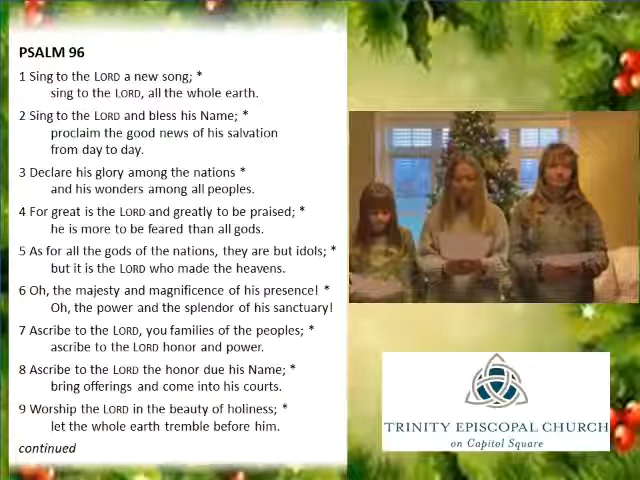 PSALM 96
1 Sing to the LORD a new song; *
sing to the LORD, all the whole earth.
2 Sing to the LORD and bless his Name; *
proclaim the good news of his salvation
from day to day.
3 Declare his glory among the nations *
and his wonders among all peoples.
4 For great is the LORD and greatly to be praised; *
he is more to be feared than all gods.
5 As for all the gods of the nations, they are but idols; *
but it is the LORD who made the heavens.
6 Oh, the majesty and magnificence of his presence! *
Oh, the power and the splendor of his sanctuary!
7 Ascribe to the LORD, you families of the peoples; *
ascribe to the LORD honor and power.
8 Ascribe to the LORD the honor due his Name; *
bring offerings and come into his courts.
9 Worship the LORD in the beauty of holiness; *
let the whole earth tremble before him.
continued
TRINITY EPISCOPAL CHURCH
on Capitol Square